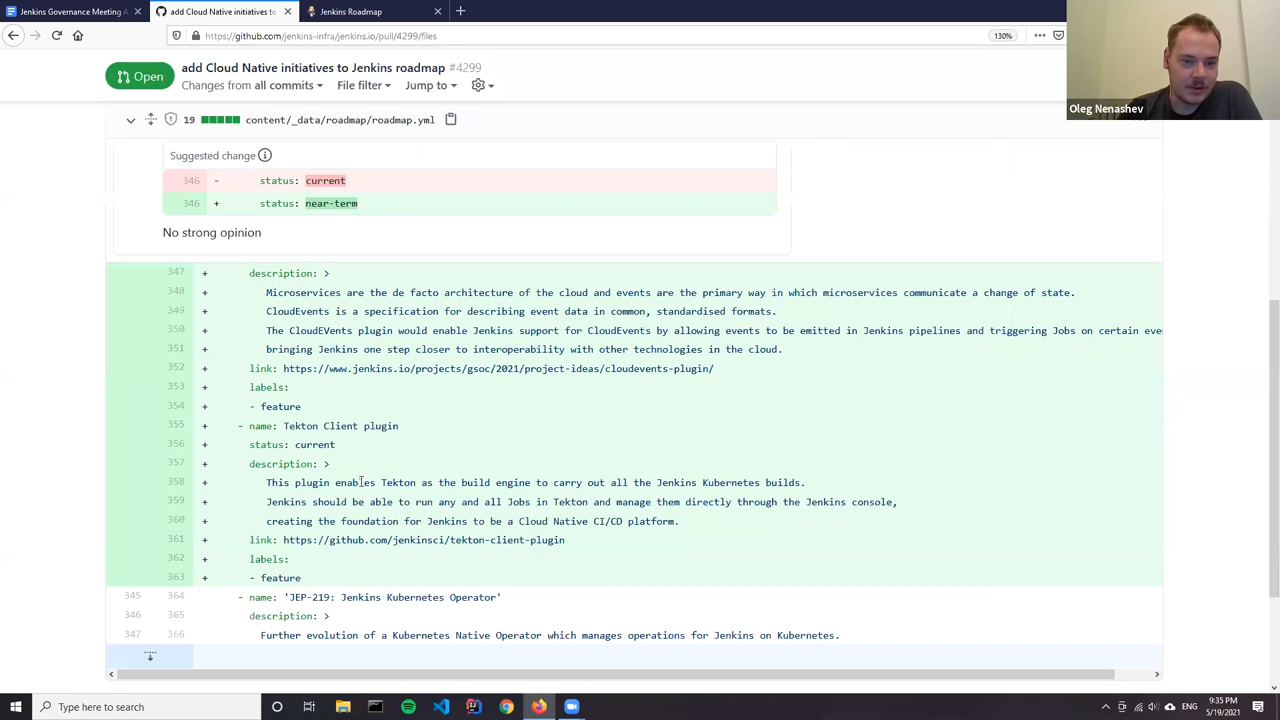 Jenkins Governance Meeting A
add Cloud Native initiatives to
Jenkins Roadmap
https://github.com/jenkins-infra/jenkins.io/pull/4299/files
130%
Oleg Nenashev
Open
add Cloud Native initiatives to Jenkins roadmap #4299
Changes from all commits File filter Jump to
19 content/_data/roadmap/roadmap.yml
Suggested change
346 - status: current
346 + status: near-term
No strong opinion
347 + description: >
348 + Microservices are the de facto architecture of the cloud and events are the primary way in which microservices communicate a change of state.
349 + CloudEvents is a specification for describing event data in common, standardised formats.
350 + The CloudEVents plugin would enable Jenkins support for CloudEvents by allowing events to be emitted in Jenkins pipelines and triggering Jobs on certain eve
351 + bringing Jenkins one step closer to interoperability with other technologies in the cloud.
352 + link: https://www.jenkins.io/projects/gsoc/2021/project-ideas/cloudevents-plugin/
353 + labels:
354 + - feature
355 + - name: Tekton Client plugin
356 + status: current
357 + description: >
358 + This plugin enables Tekton as the build engine to carry out all the Jenkins Kubernetes builds.
359 + Jenkins should be able to run any and all Jobs in Tekton and manage them directly through the Jenkins console,
360 + creating the foundation for Jenkins to be a Cloud Native CI/CD platform.
361 + link: https://github.com/jenkinsci/tekton-client-plugin
362 + labels:
363 + - feature
345 364 - name: 'JEP-219: Jenkins Kubernetes Operator'
346 365 description: >
347 366 Further evolution of a Kubernetes Native Operator which manages operations for Jenkins on Kubernetes.
Type here to search
9:35 PM
5/19/2021